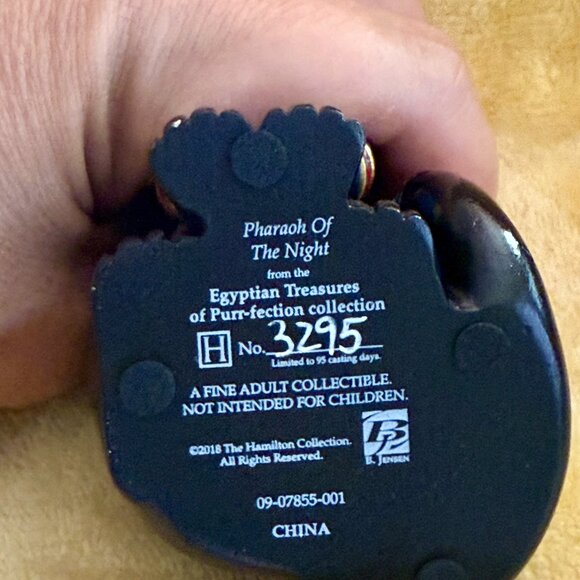 Pharaoh Of
The Night
from the
Egyptian Treasures
of Purr-fection collection
H No. 3295
Limited to 95 casting days.
A FINE ADULT COLLECTIBLE.
NOT INTENDED FOR CHILDREN.
©2018 The Hamilton Collection.
All Rights Reserved.
B. JENSEN
09-07855-001
CHINA